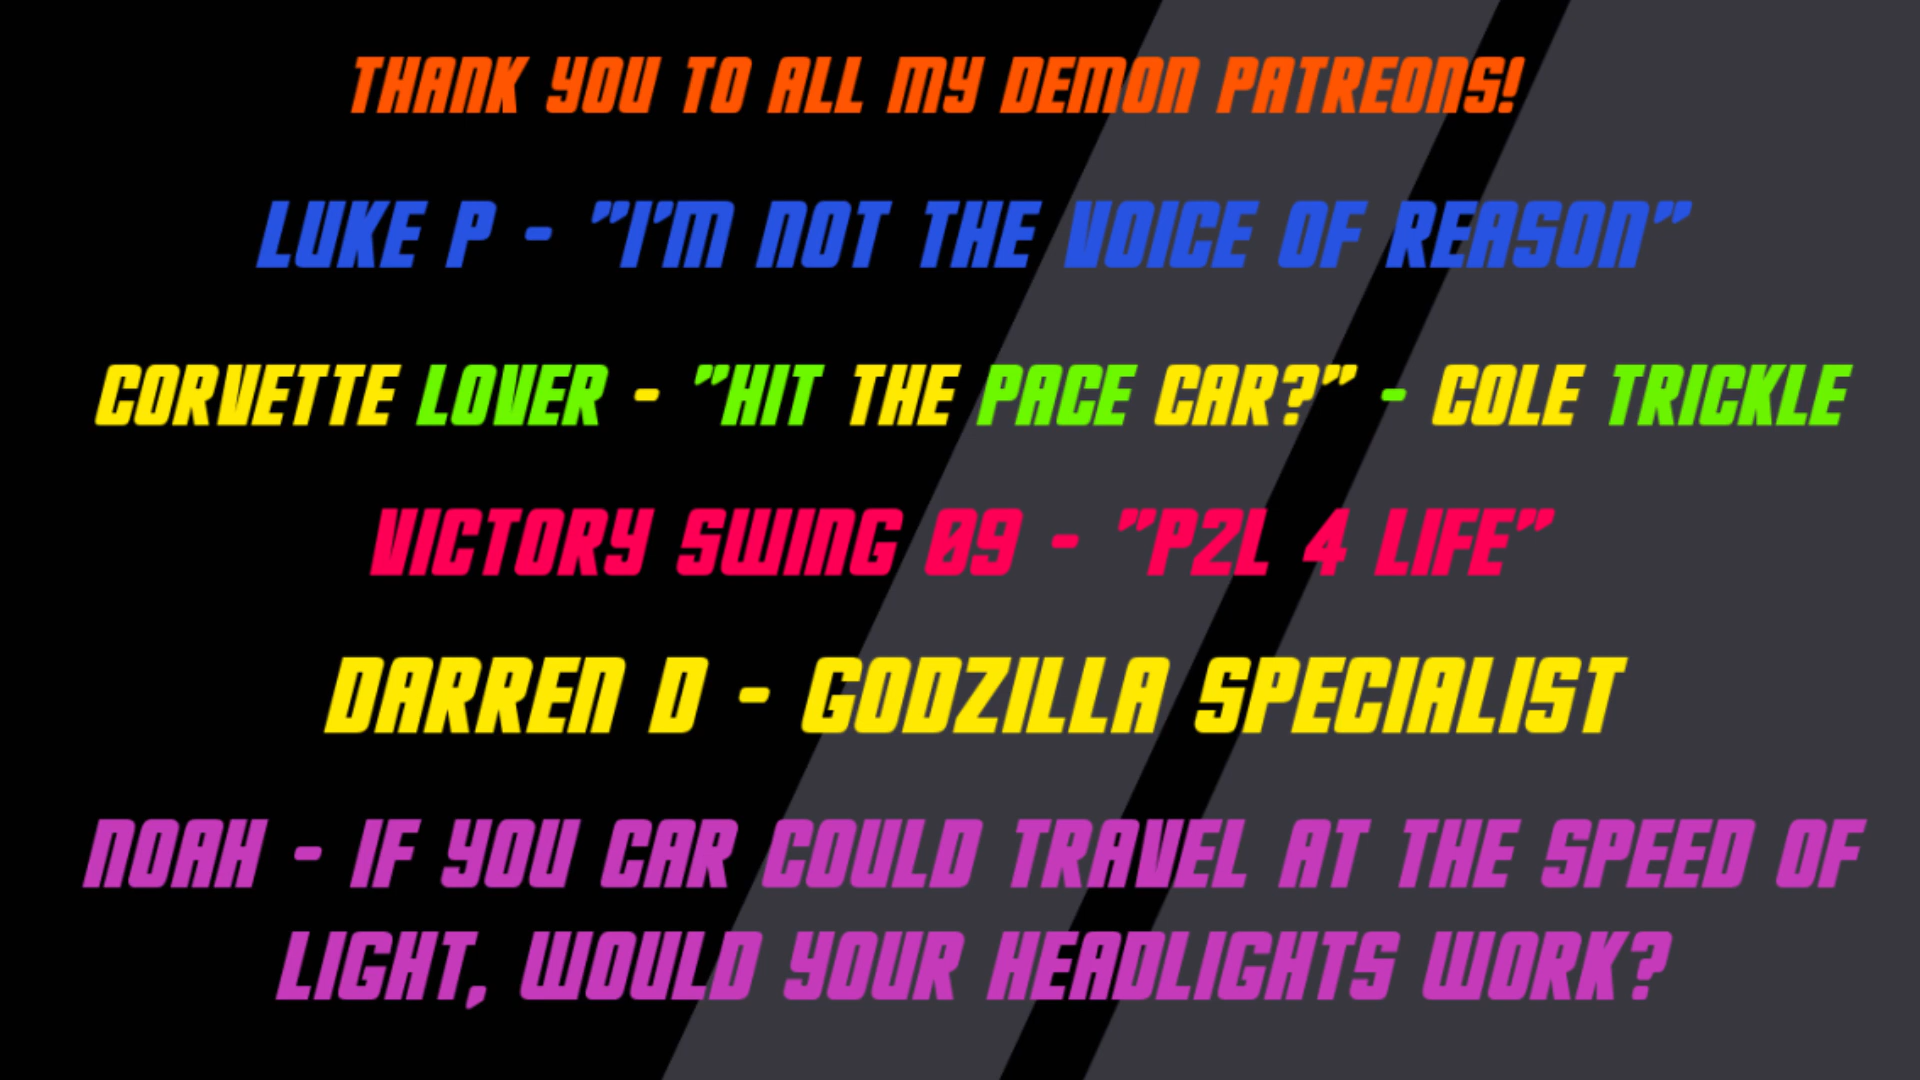 THANK YOU TO ALL MY DEMON PATREONS!
LUKE P - "I'M NOT THE VOICE OF REASON"
CORVETTE LOVER - "HIT THE PACE CAR?" - COLE TRICKLE
VICTORY SWING 09 - "P2L 4 LIFE"
DARREN D - GODZILLA SPECIALIST
NOAH - IF YOU CAR COULD TRAVEL AT THE SPEED OF
LIGHT, WOULD YOUR HEADLIGHTS WORK?